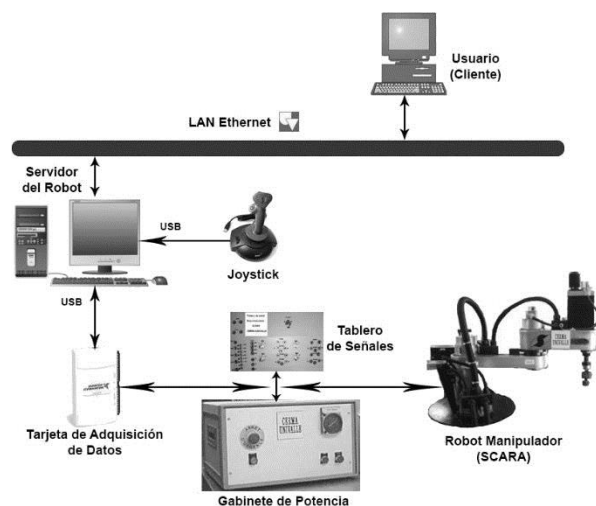 Usuario
(Cliente)
LAN Ethernet
Servidor
del Robot
USB
Joystick
USB
Tablero
de Señales
Tarjeta de Adquisición
de Datos
Robot Manipulador
(SCARA)
Gabinete de Potencia